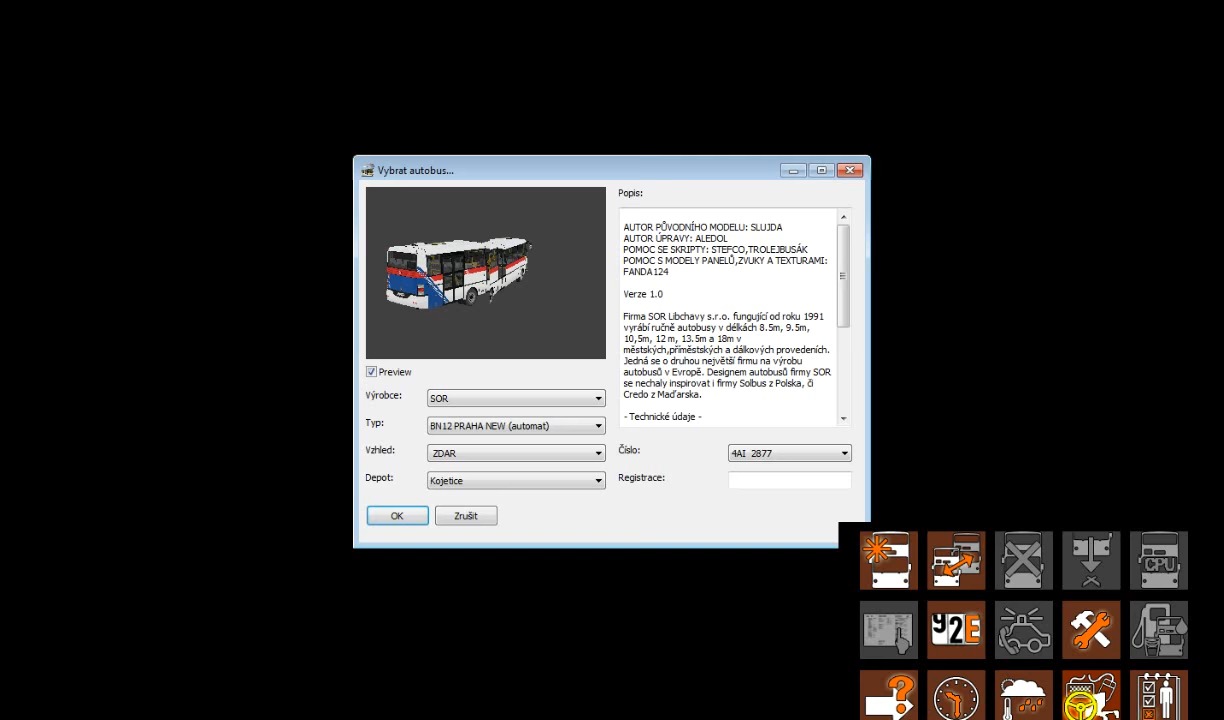 Vybrat autobus...
Popis:
AUTOR PŮVODNÍHO MODELU: SLUJDA
AUTOR ÚPRAVY: ALEDOL
POMOC SE SKRIPTY: STEFCO,TROLEJBUSÁK
POMOC S MODELY PANELŮ,ZVUKY A TEXTURAMI:
FANDA124
Verze 1.0
Firma SOR Libchavy s.r.o. fungující od roku 1991
vyrábí ručně autobusy v délkách 8.5m, 9.5m,
10,5m, 12 m, 13.5m a 18m v
městských,příměstských a dálkových provedeních.
Jedná se o druhou největší firmu na výrobu
autobusů v Evropě. Designem autobusů firmy SOR
se nechaly inspirovat i firmy Solbus z Polska, či
Credo z Maďarska.
- Technické údaje -
Preview
Výrobce:
SOR
Typ:
BN12 PRAHA NEW (automat)
Vzhled:
ZDAR
Číslo:
4AI 2877
Depot:
Kojetice
Registrace:
OK
Zrušit
CPU
92E
?